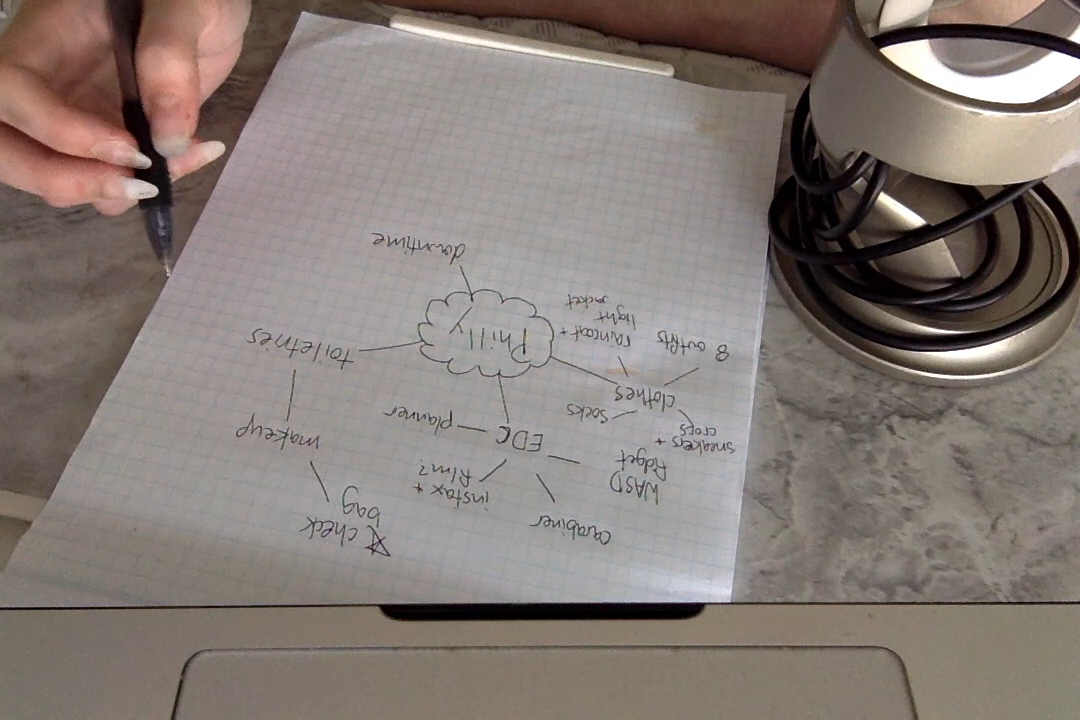 ☆ check
bag
makeup
toiletries
carabiner
instax +
film?
WASD
fidget
EDC
planner
sneakers +
crocs
socks
clothes
8 outfits
raincoat +
light
jacket
Philly
downtime